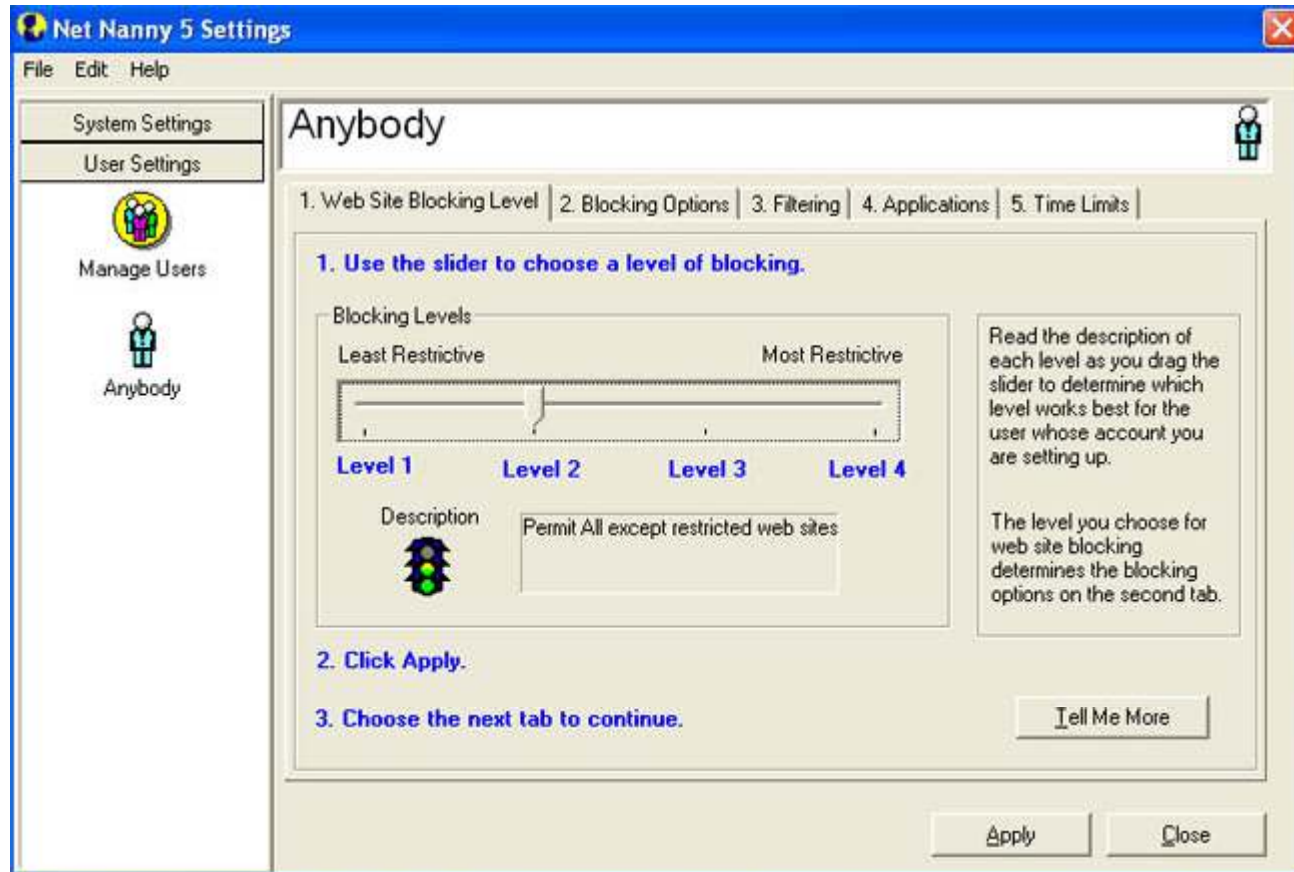 Net Nanny 5 Settings
File Edit Help
System Settings
User Settings
Manage Users
Anybody
Anybody
1. Web Site Blocking Level 2. Blocking Options 3. Filtering 4. Applications 5. Time Limits
1. Use the slider to choose a level of blocking.
Blocking Levels
Least Restrictive Most Restrictive
Level 1 Level 2 Level 3 Level 4
Description
Permit All except restricted web sites
Read the description of
each level as you drag the
slider to determine which
level works best for the
user whose account you
are setting up.
The level you choose for
web site blocking
determines the blocking
options on the second tab.
2. Click Apply.
3. Choose the next tab to continue.
Tell Me More
Apply Close